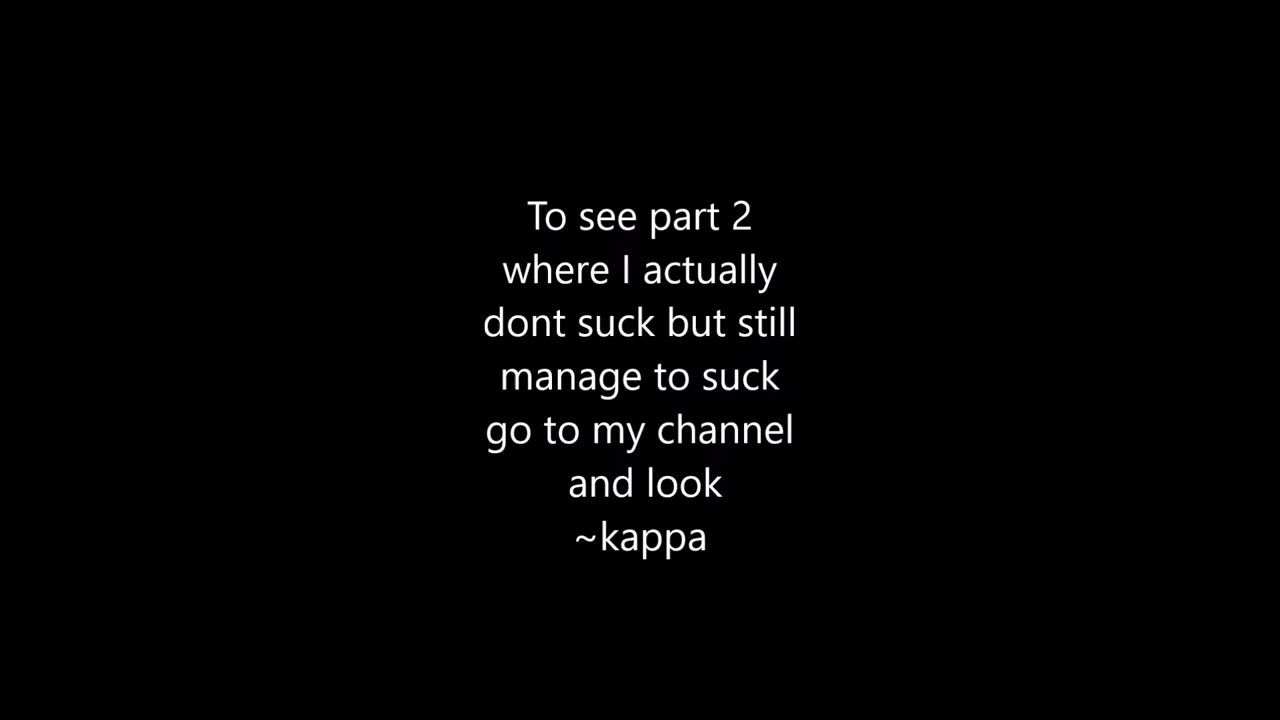 To see part 2
where I actually
dont suck but still
manage to suck
go to my channel
and look
~kappa